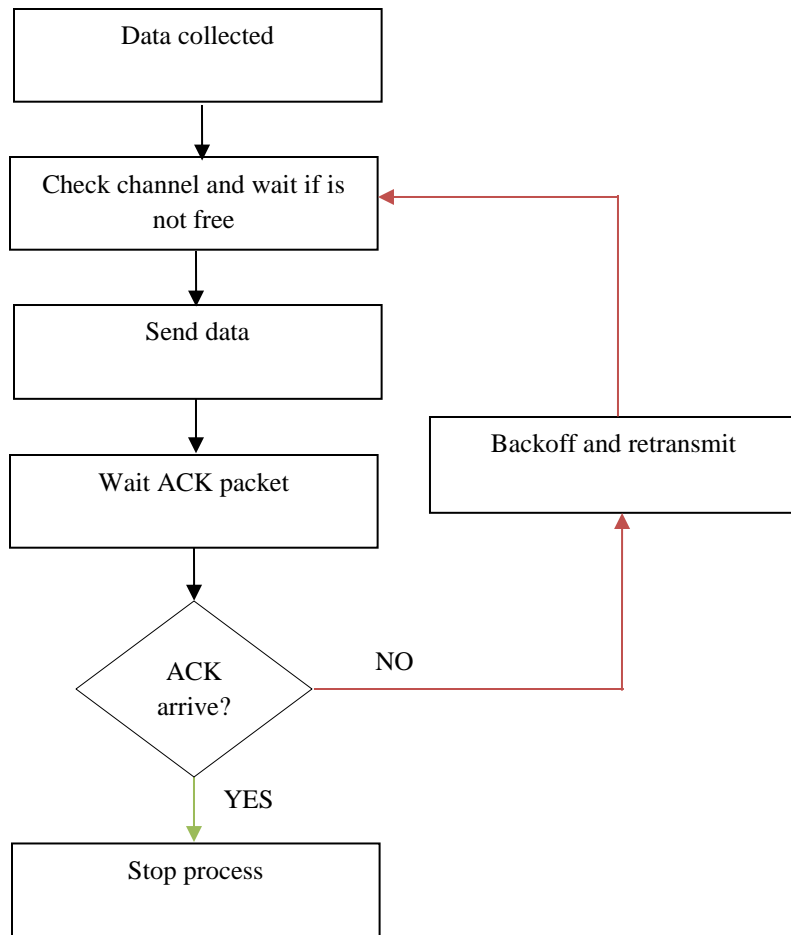 Data collected
Check channel and wait if is
not free
Send data
Backoff and retransmit
Wait ACK packet
NO
ACK
arrive?
YES
Stop process